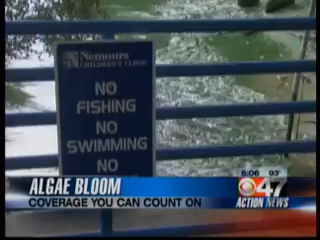 Nemours
CHILDREN'S CLINIC
NO
FISHING
NO
SWIMMING
NO
6:06 93°
ALGAE BLOOM
COVERAGE YOU CAN COUNT ON
47
ACTION NEWS